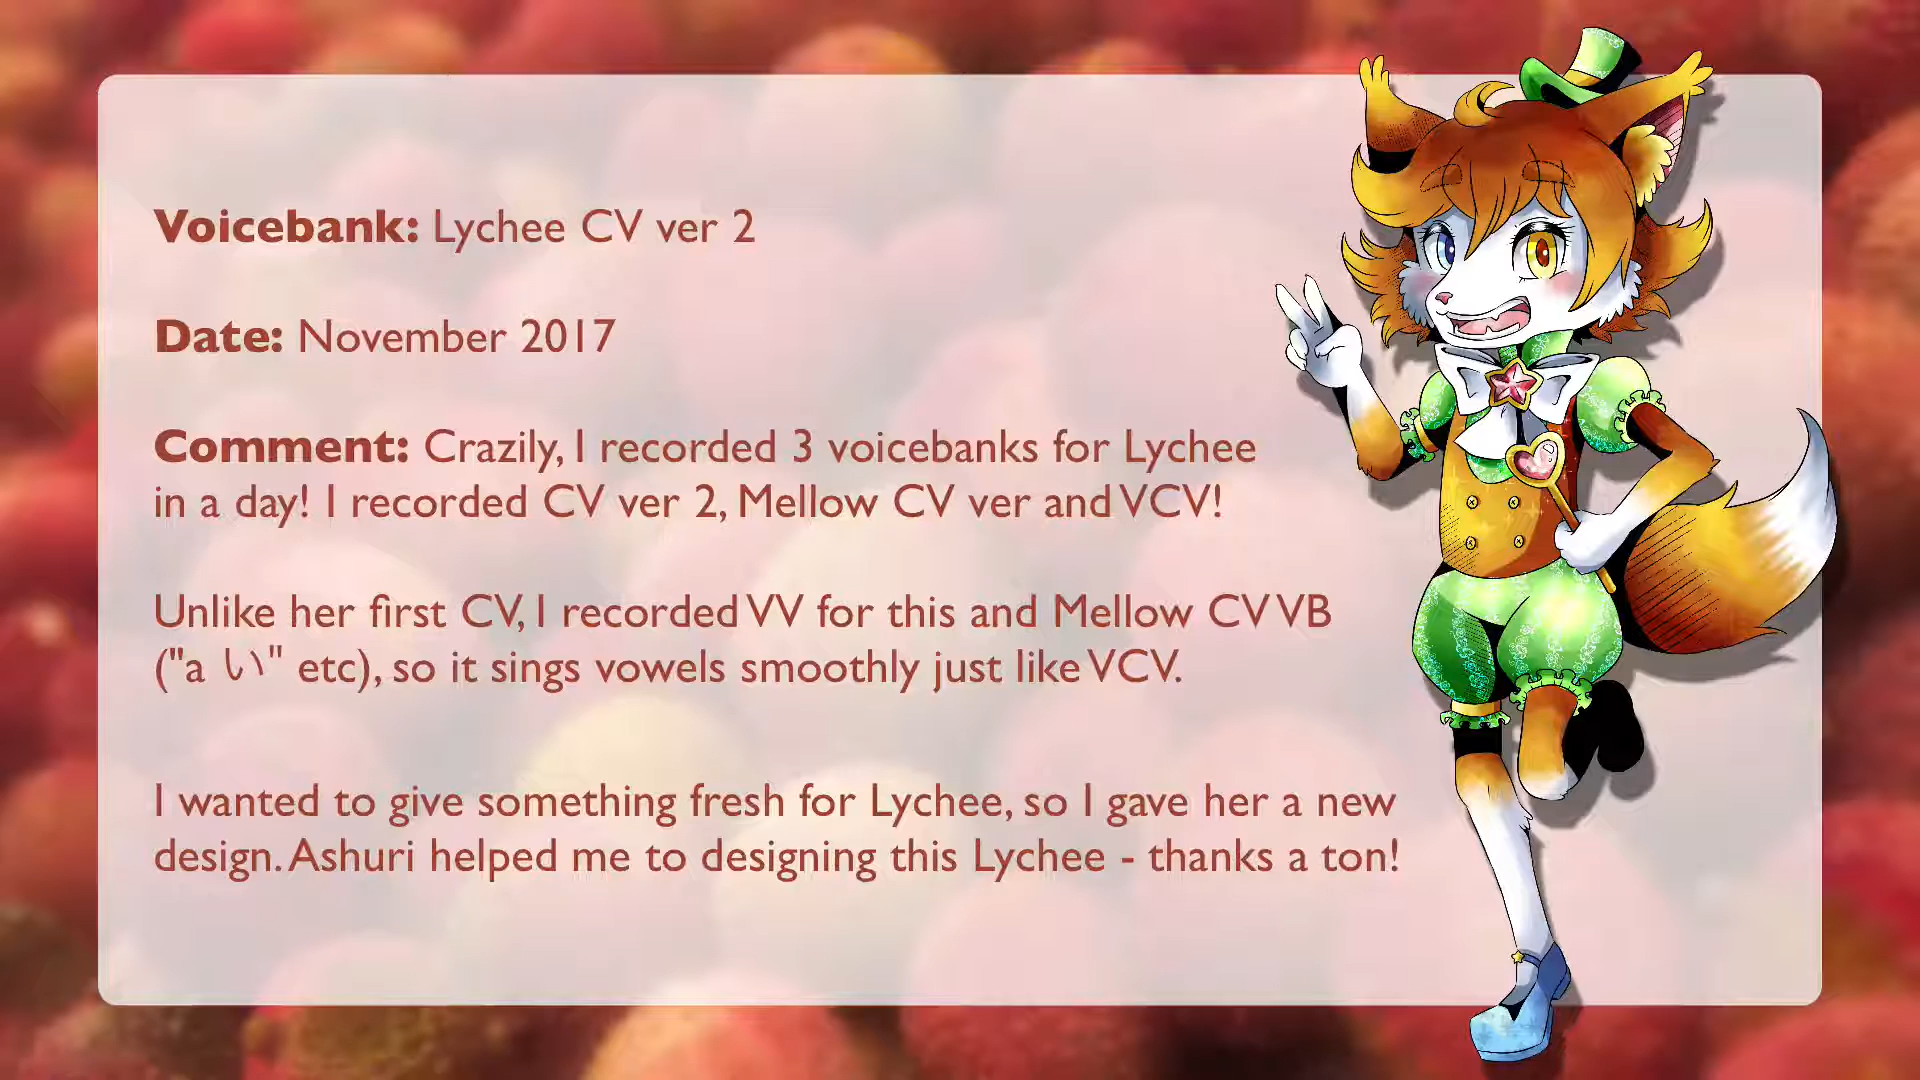 Voicebank: Lychee CV ver 2
Date: November 2017
Comment: Crazily, I recorded 3 voicebanks for Lychee
in a day! I recorded CV ver 2, Mellow CV ver and VCV!
Unlike her first CV, I recorded VV for this and Mellow CV VB
("a い" etc), so it sings vowels smoothly just like VCV.
I wanted to give something fresh for Lychee, so I gave her a new
design. Ashuri helped me to designing this Lychee - thanks a ton!